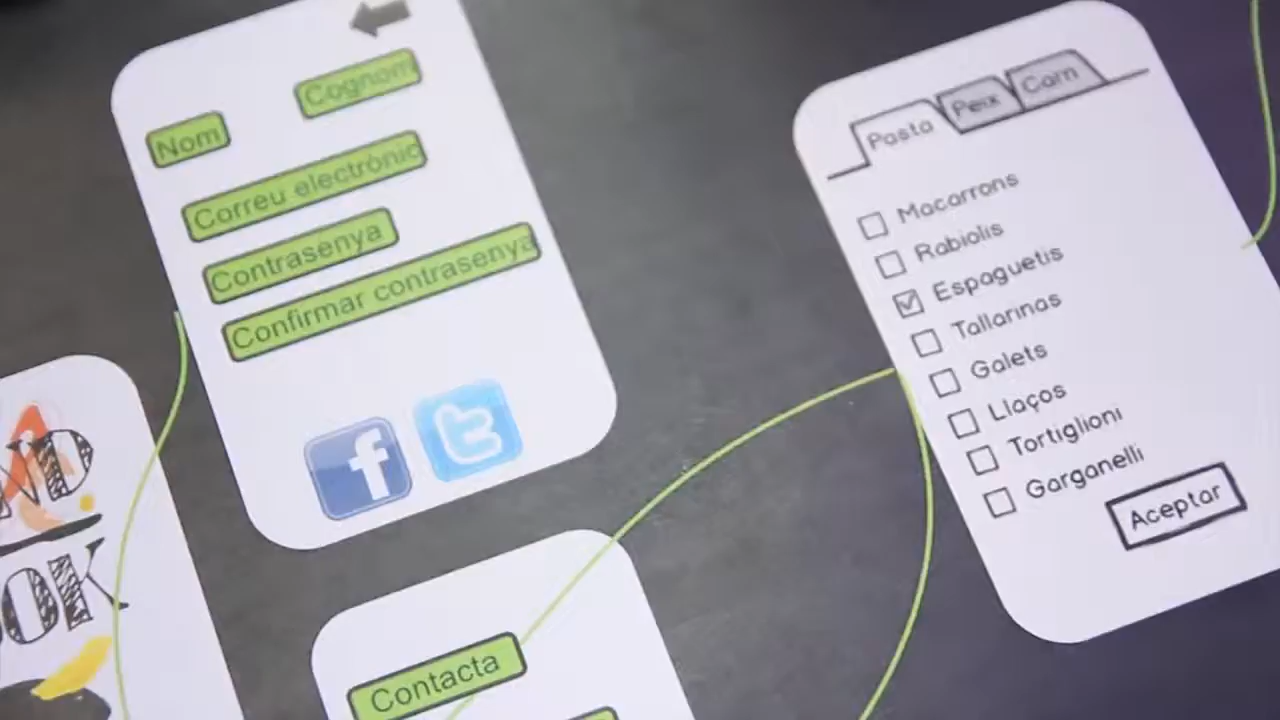 Nom
Cognom
Correu electrònic
Contrasenya
Confirmar contrasenya
Contacta
Pasta Peix Carn
Macarrons
Rabiolis
Espaguetis
Tallarinas
Galets
Llaços
Tortiglioni
Garganelli
Aceptar